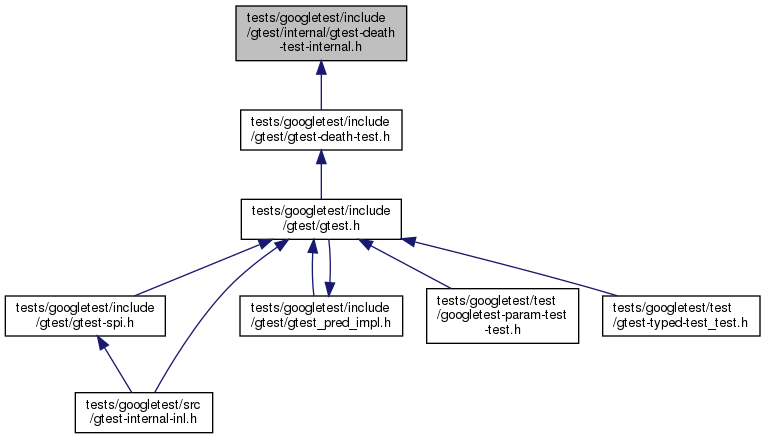 tests/googletest/include
/gtest/internal/gtest-death
-test-internal.h
tests/googletest/include
/gtest/gtest-death-test.h
tests/googletest/include
/gtest/gtest.h
tests/googletest/include
/gtest/gtest-spi.h
tests/googletest/include
/gtest/gtest_pred_impl.h
tests/googletest/test
/googletest-param-test
-test.h
tests/googletest/test
/gtest-typed-test_test.h
tests/googletest/src
/gtest-internal-inl.h